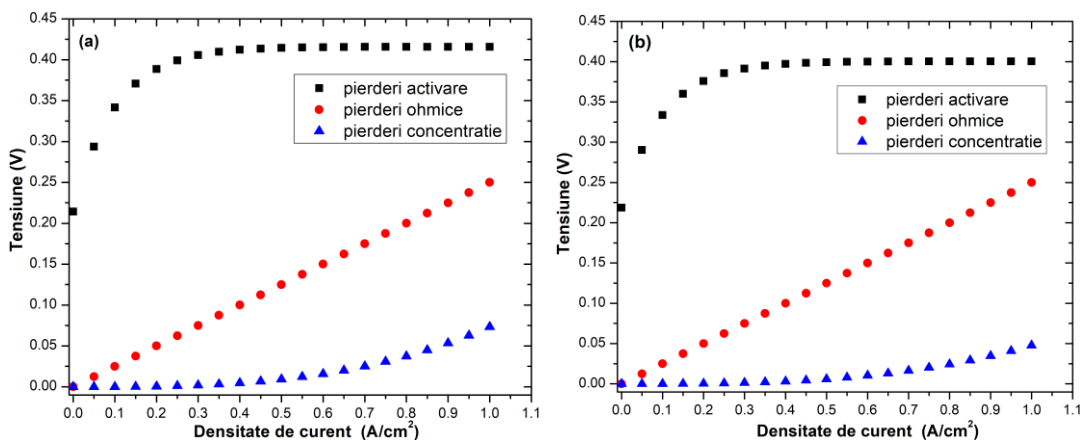 (a)
0.45
0.40
0.35
0.30
0.25
0.20
0.15
0.10
0.05
0.00
Tensiune (V)
pierderi activare
pierderi ohmice
pierderi concentratie
0.0 0.1 0.2 0.3 0.4 0.5 0.6 0.7 0.8 0.9 1.0 1.1
Densitate de curent (A/cm²)
(b)
0.45
0.40
0.35
0.30
0.25
0.20
0.15
0.10
0.05
0.00
Tensiune (V)
pierderi activare
pierderi ohmice
pierderi concentratie
0.0 0.1 0.2 0.3 0.4 0.5 0.6 0.7 0.8 0.9 1.0 1.1
Densitate de curent (A/cm²)